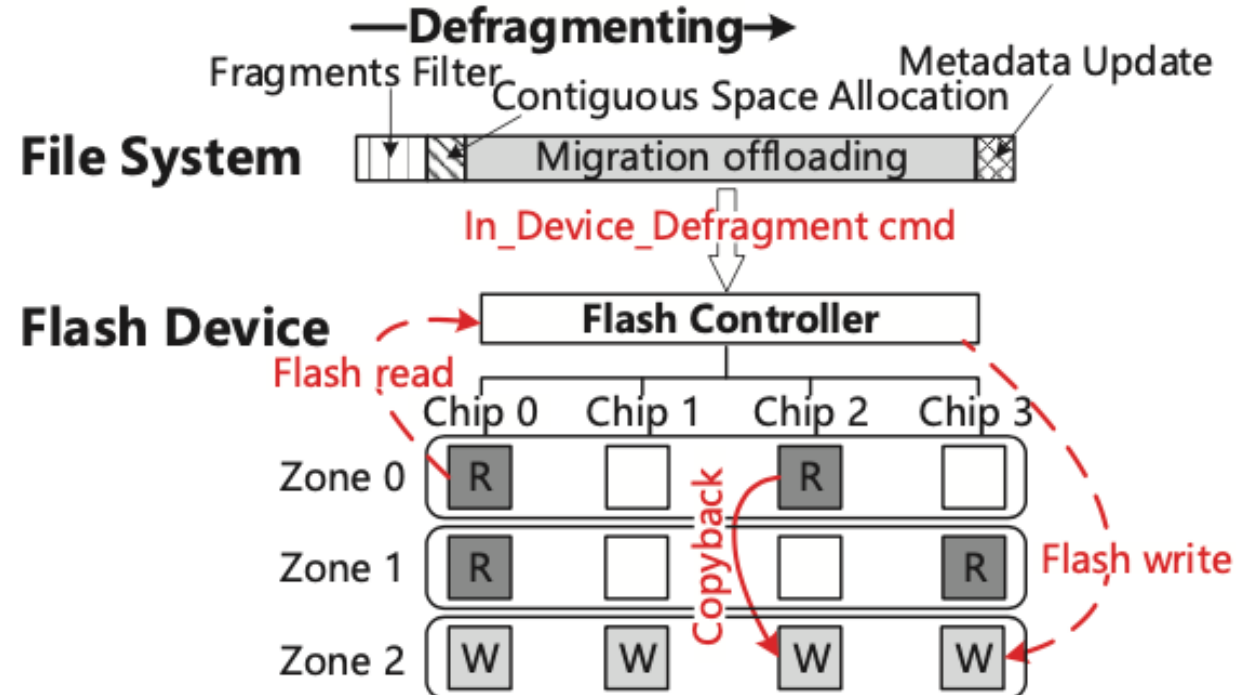 Defragmenting
Fragments Filter
Metadata Update
Contiguous Space Allocation
File System
Migration offloading
In_Device_Defragment cmd
Flash Device
Flash Controller
Flash read
Chip 0 Chip 1 Chip 2 Chip 3
Zone 0 R R
Copyback
Zone 1 R R
Flash write
Zone 2 W W W W